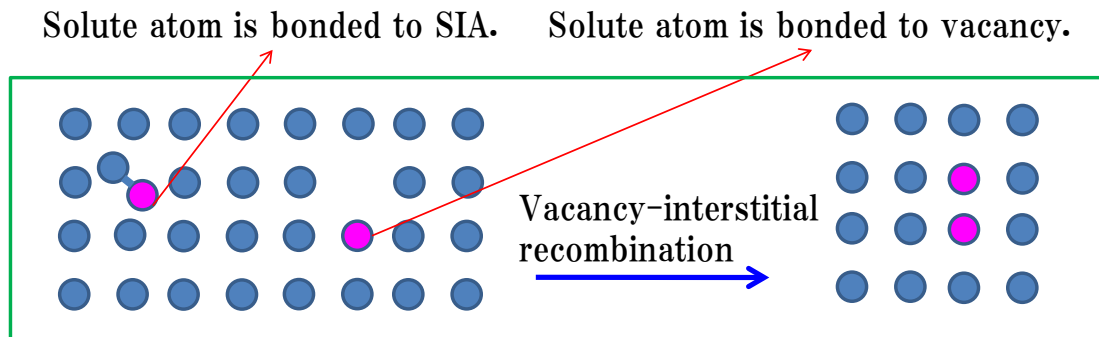 Solute atom is bonded to SIA.
Solute atom is bonded to vacancy.
Vacancy-interstitial
recombination